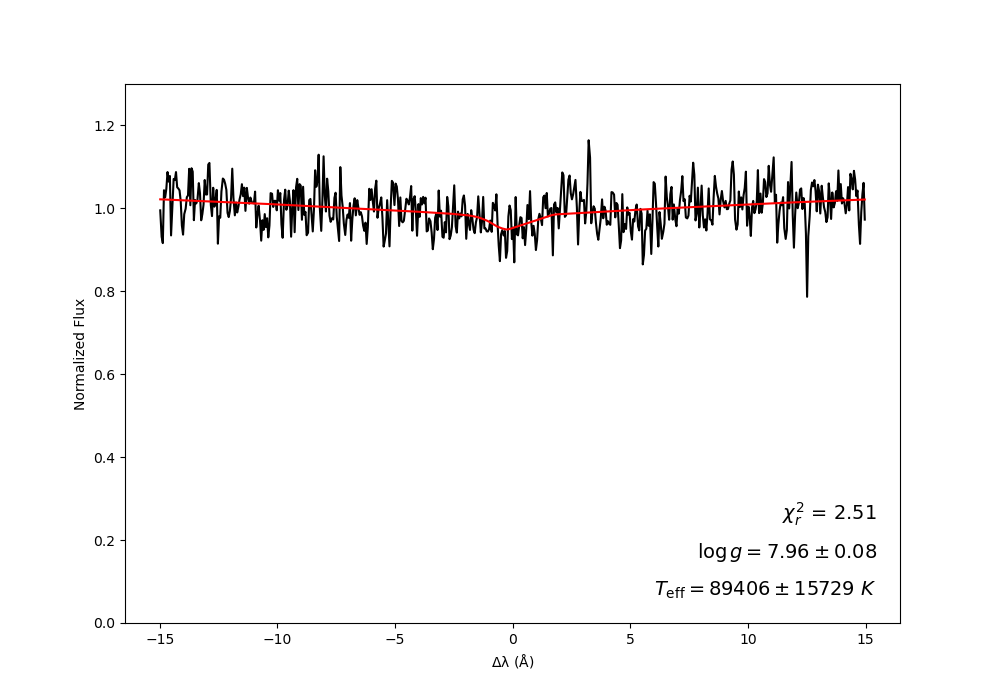 1.2
1.0
0.8
0.6
0.4
0.2
0.0
Normalized Flux
χ²ᵣ = 2.51
log g = 7.96 ± 0.08
T_eff = 89406 ± 15729 K
−15 −10 −5 0 5 10 15
Δλ (Å)